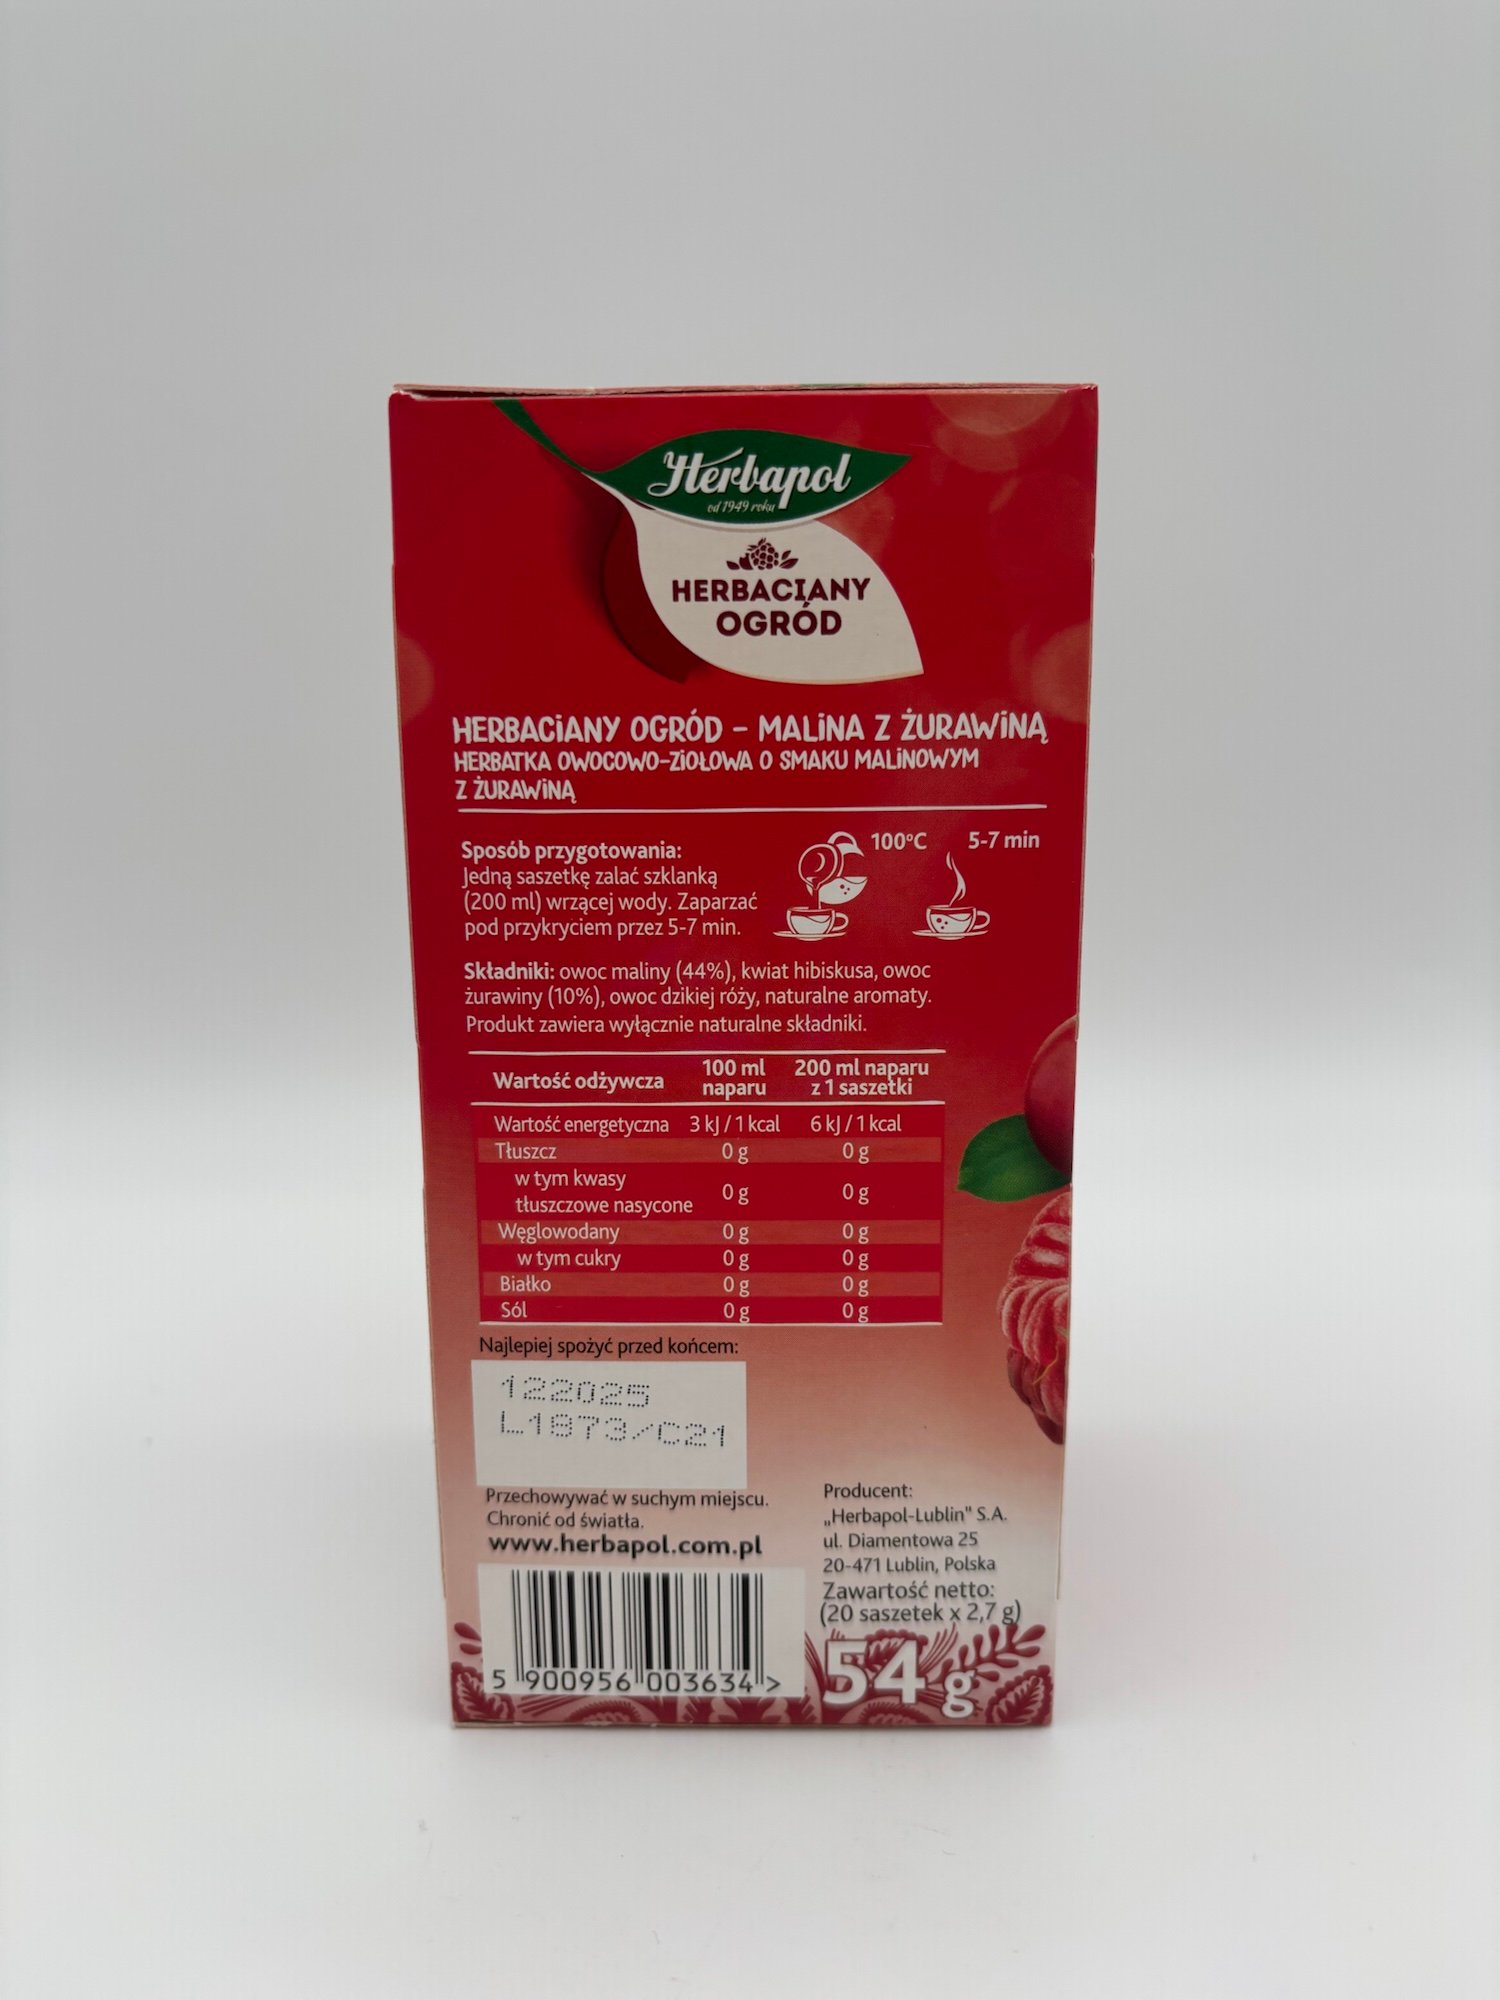 Herbapol
od 1949 roku
HERBACIANY
OGRÓD
HERBACIANY OGRÓD – MALINA Z ŻURAWINĄ
HERBATKA OWOCOWO-ZIOŁOWA O SMAKU MALINOWYM
Z ŻURAWINĄ
Sposób przygotowania:
Jedną saszetkę zalać szklanką
(200 ml) wrzącej wody. Zaparzać
pod przykryciem przez 5-7 min.
100°C 5-7 min
Składniki: owoc maliny (44%), kwiat hibiskusa, owoc
żurawiny (10%), owoc dzikiej róży, naturalne aromaty.
Produkt zawiera wyłącznie naturalne składniki.
Wartość odżywcza 100 ml naparu 200 ml naparu z 1 saszetki
Wartość energetyczna 3 kJ / 1 kcal 6 kJ / 1 kcal
Tłuszcz 0 g 0 g
w tym kwasy
tłuszczowe nasycone 0 g 0 g
Węglowodany 0 g 0 g
w tym cukry 0 g 0 g
Białko 0 g 0 g
Sól 0 g 0 g
Najlepiej spożyć przed końcem:
122025
L1873/C21
Przechowywać w suchym miejscu.
Chronić od światła.
www.herbapol.com.pl
5 900956 003634 >
Producent:
„Herbapol-Lublin" S.A.
ul. Diamentowa 25
20-471 Lublin, Polska
Zawartość netto:
(20 saszetek x 2,7 g)
54 g